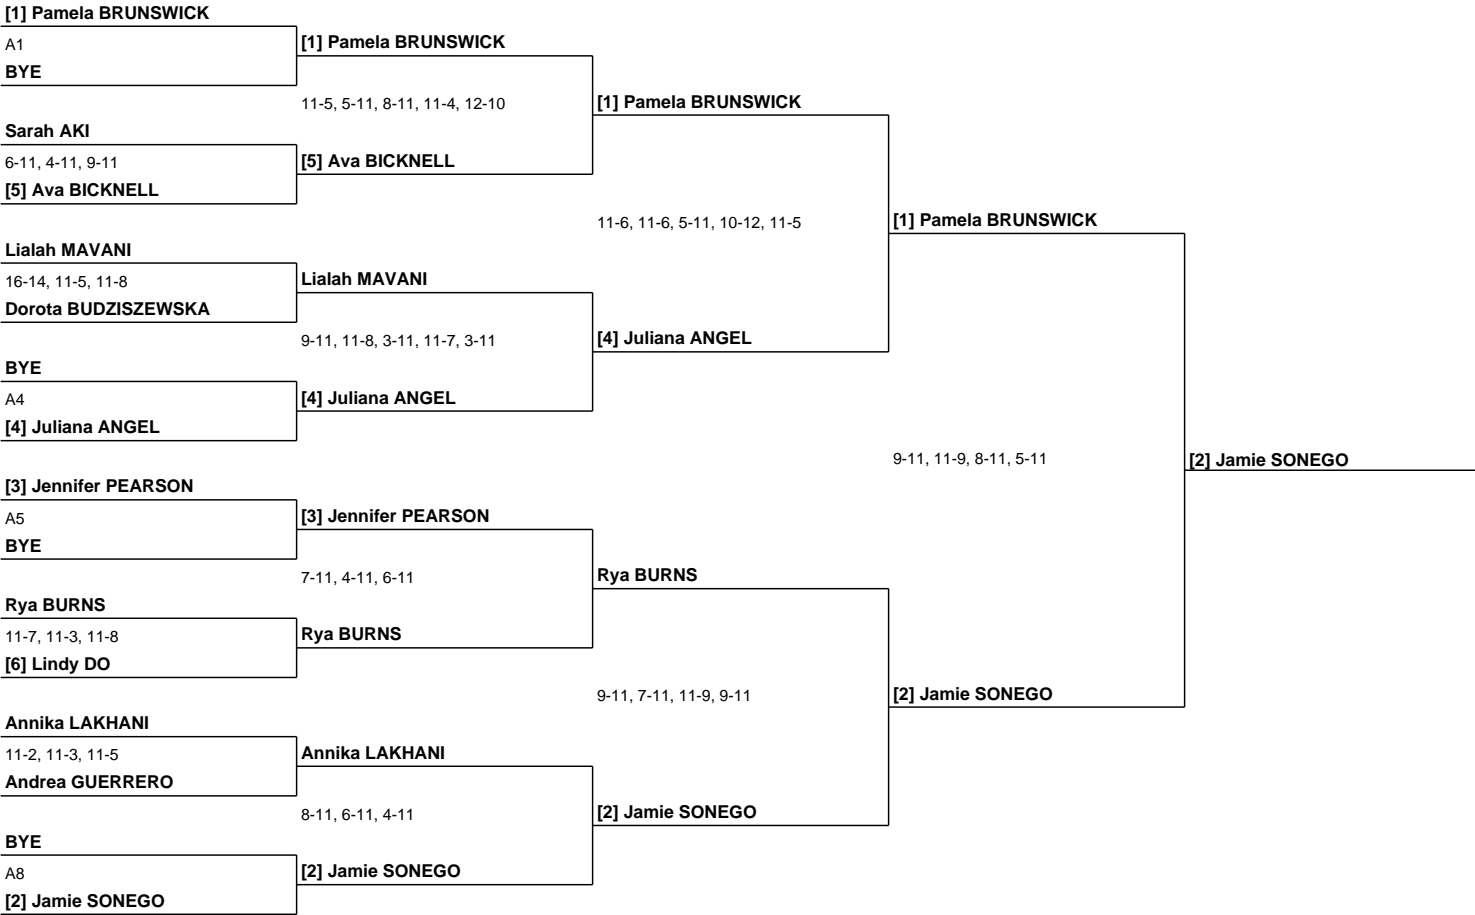 [1] Pamela BRUNSWICK
A1
BYE
Sarah AKI
6-11, 4-11, 9-11
[5] Ava BICKNELL
Lialah MAVANI
16-14, 11-5, 11-8
Dorota BUDZISZEWSKA
BYE
A4
[4] Juliana ANGEL
[3] Jennifer PEARSON
A5
BYE
Rya BURNS
11-7, 11-3, 11-8
[6] Lindy DO
Annika LAKHANI
11-2, 11-3, 11-5
Andrea GUERRERO
BYE
A8
[2] Jamie SONEGO
[1] Pamela BRUNSWICK
11-5, 5-11, 8-11, 11-4, 12-10
[5] Ava BICKNELL
Lialah MAVANI
9-11, 11-8, 3-11, 11-7, 3-11
[4] Juliana ANGEL
[3] Jennifer PEARSON
7-11, 4-11, 6-11
Rya BURNS
Annika LAKHANI
8-11, 6-11, 4-11
[2] Jamie SONEGO
[1] Pamela BRUNSWICK
11-6, 11-6, 5-11, 10-12, 11-5
[4] Juliana ANGEL
Rya BURNS
9-11, 7-11, 11-9, 9-11
[2] Jamie SONEGO
[1] Pamela BRUNSWICK
9-11, 11-9, 8-11, 5-11
[2] Jamie SONEGO
[2] Jamie SONEGO